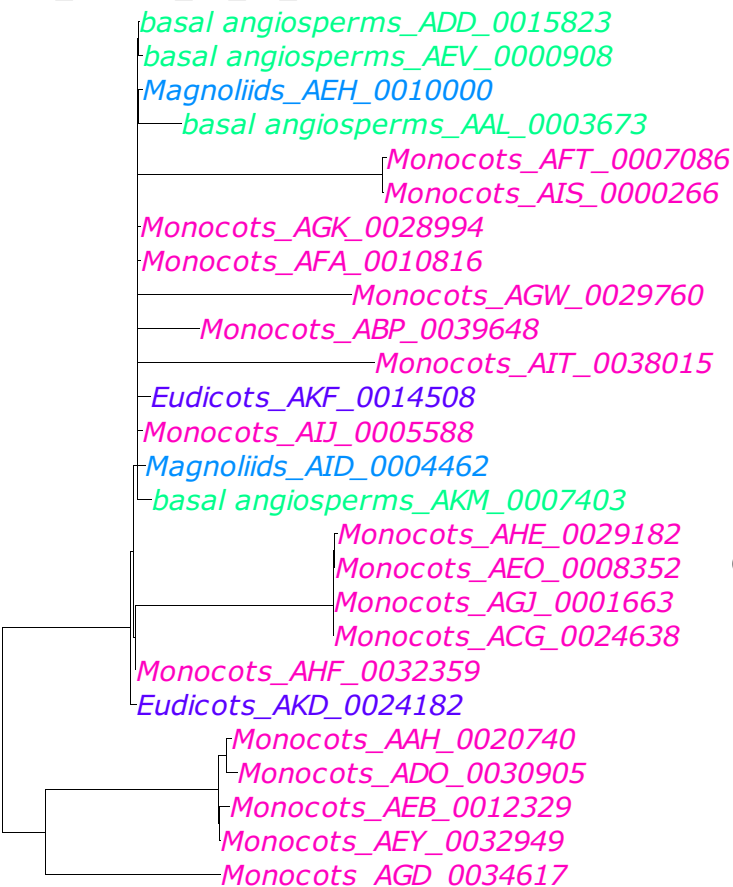 basal angiosperms_ADD_0015823
basal angiosperms_AEV_0000908
Magnoliids_AEH_0010000
basal angiosperms_AAL_0003673
Monocots_AFT_0007086
Monocots_AIS_0000266
Monocots_AGK_0028994
Monocots_AFA_0010816
Monocots_AGW_0029760
Monocots_ABP_0039648
Monocots_AIT_0038015
Eudicots_AKF_0014508
Monocots_AIJ_0005588
Magnoliids_AID_0004462
basal angiosperms_AKM_0007403
Monocots_AHE_0029182
Monocots_AEO_0008352
Monocots_AGJ_0001663
Monocots_ACG_0024638
Monocots_AHF_0032359
Eudicots_AKD_0024182
Monocots_AAH_0020740
Monocots_ADO_0030905
Monocots_AEB_0012329
Monocots_AEY_0032949
Monocots_AGD_0034617